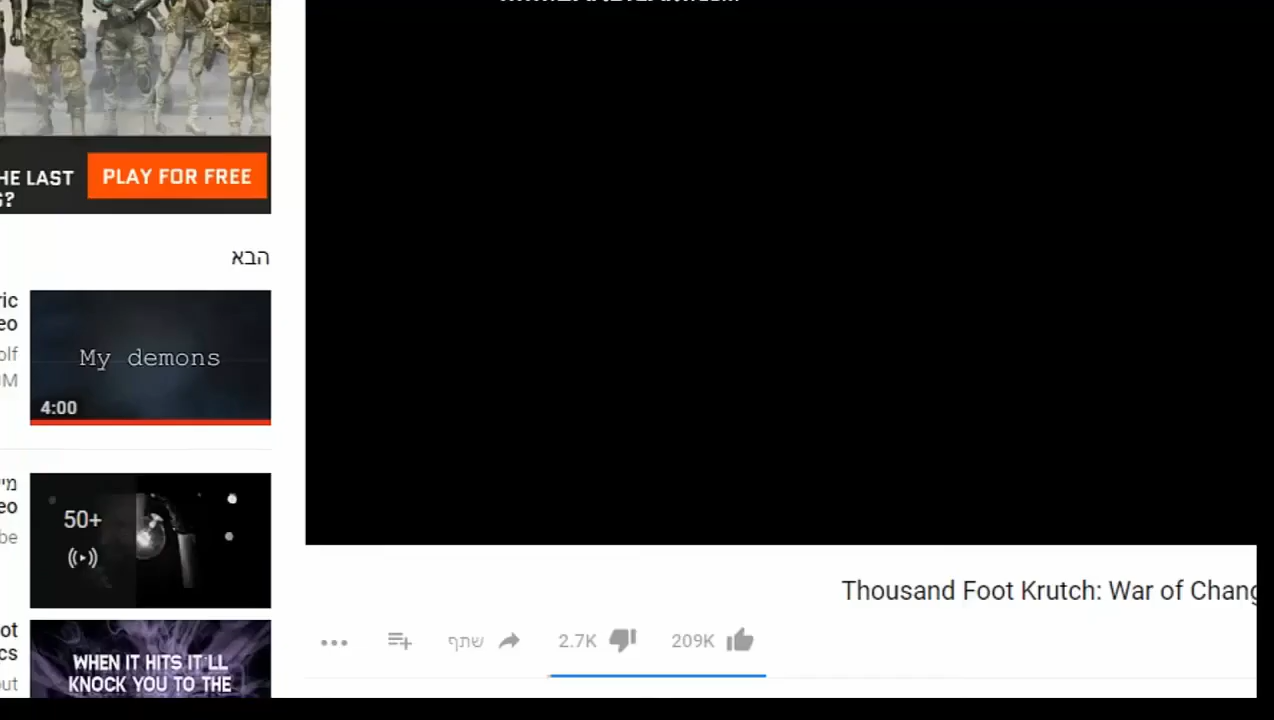 HE LAST
?
PLAY FOR FREE
הבא
ric
eo
olf
My demons
4:00
מי
eo
be
50+
ot
cs
out
WHEN IT HITS IT'LL
KNOCK YOU TO THE
Thousand Foot Krutch: War of Chang
שתף
2.7K
209K